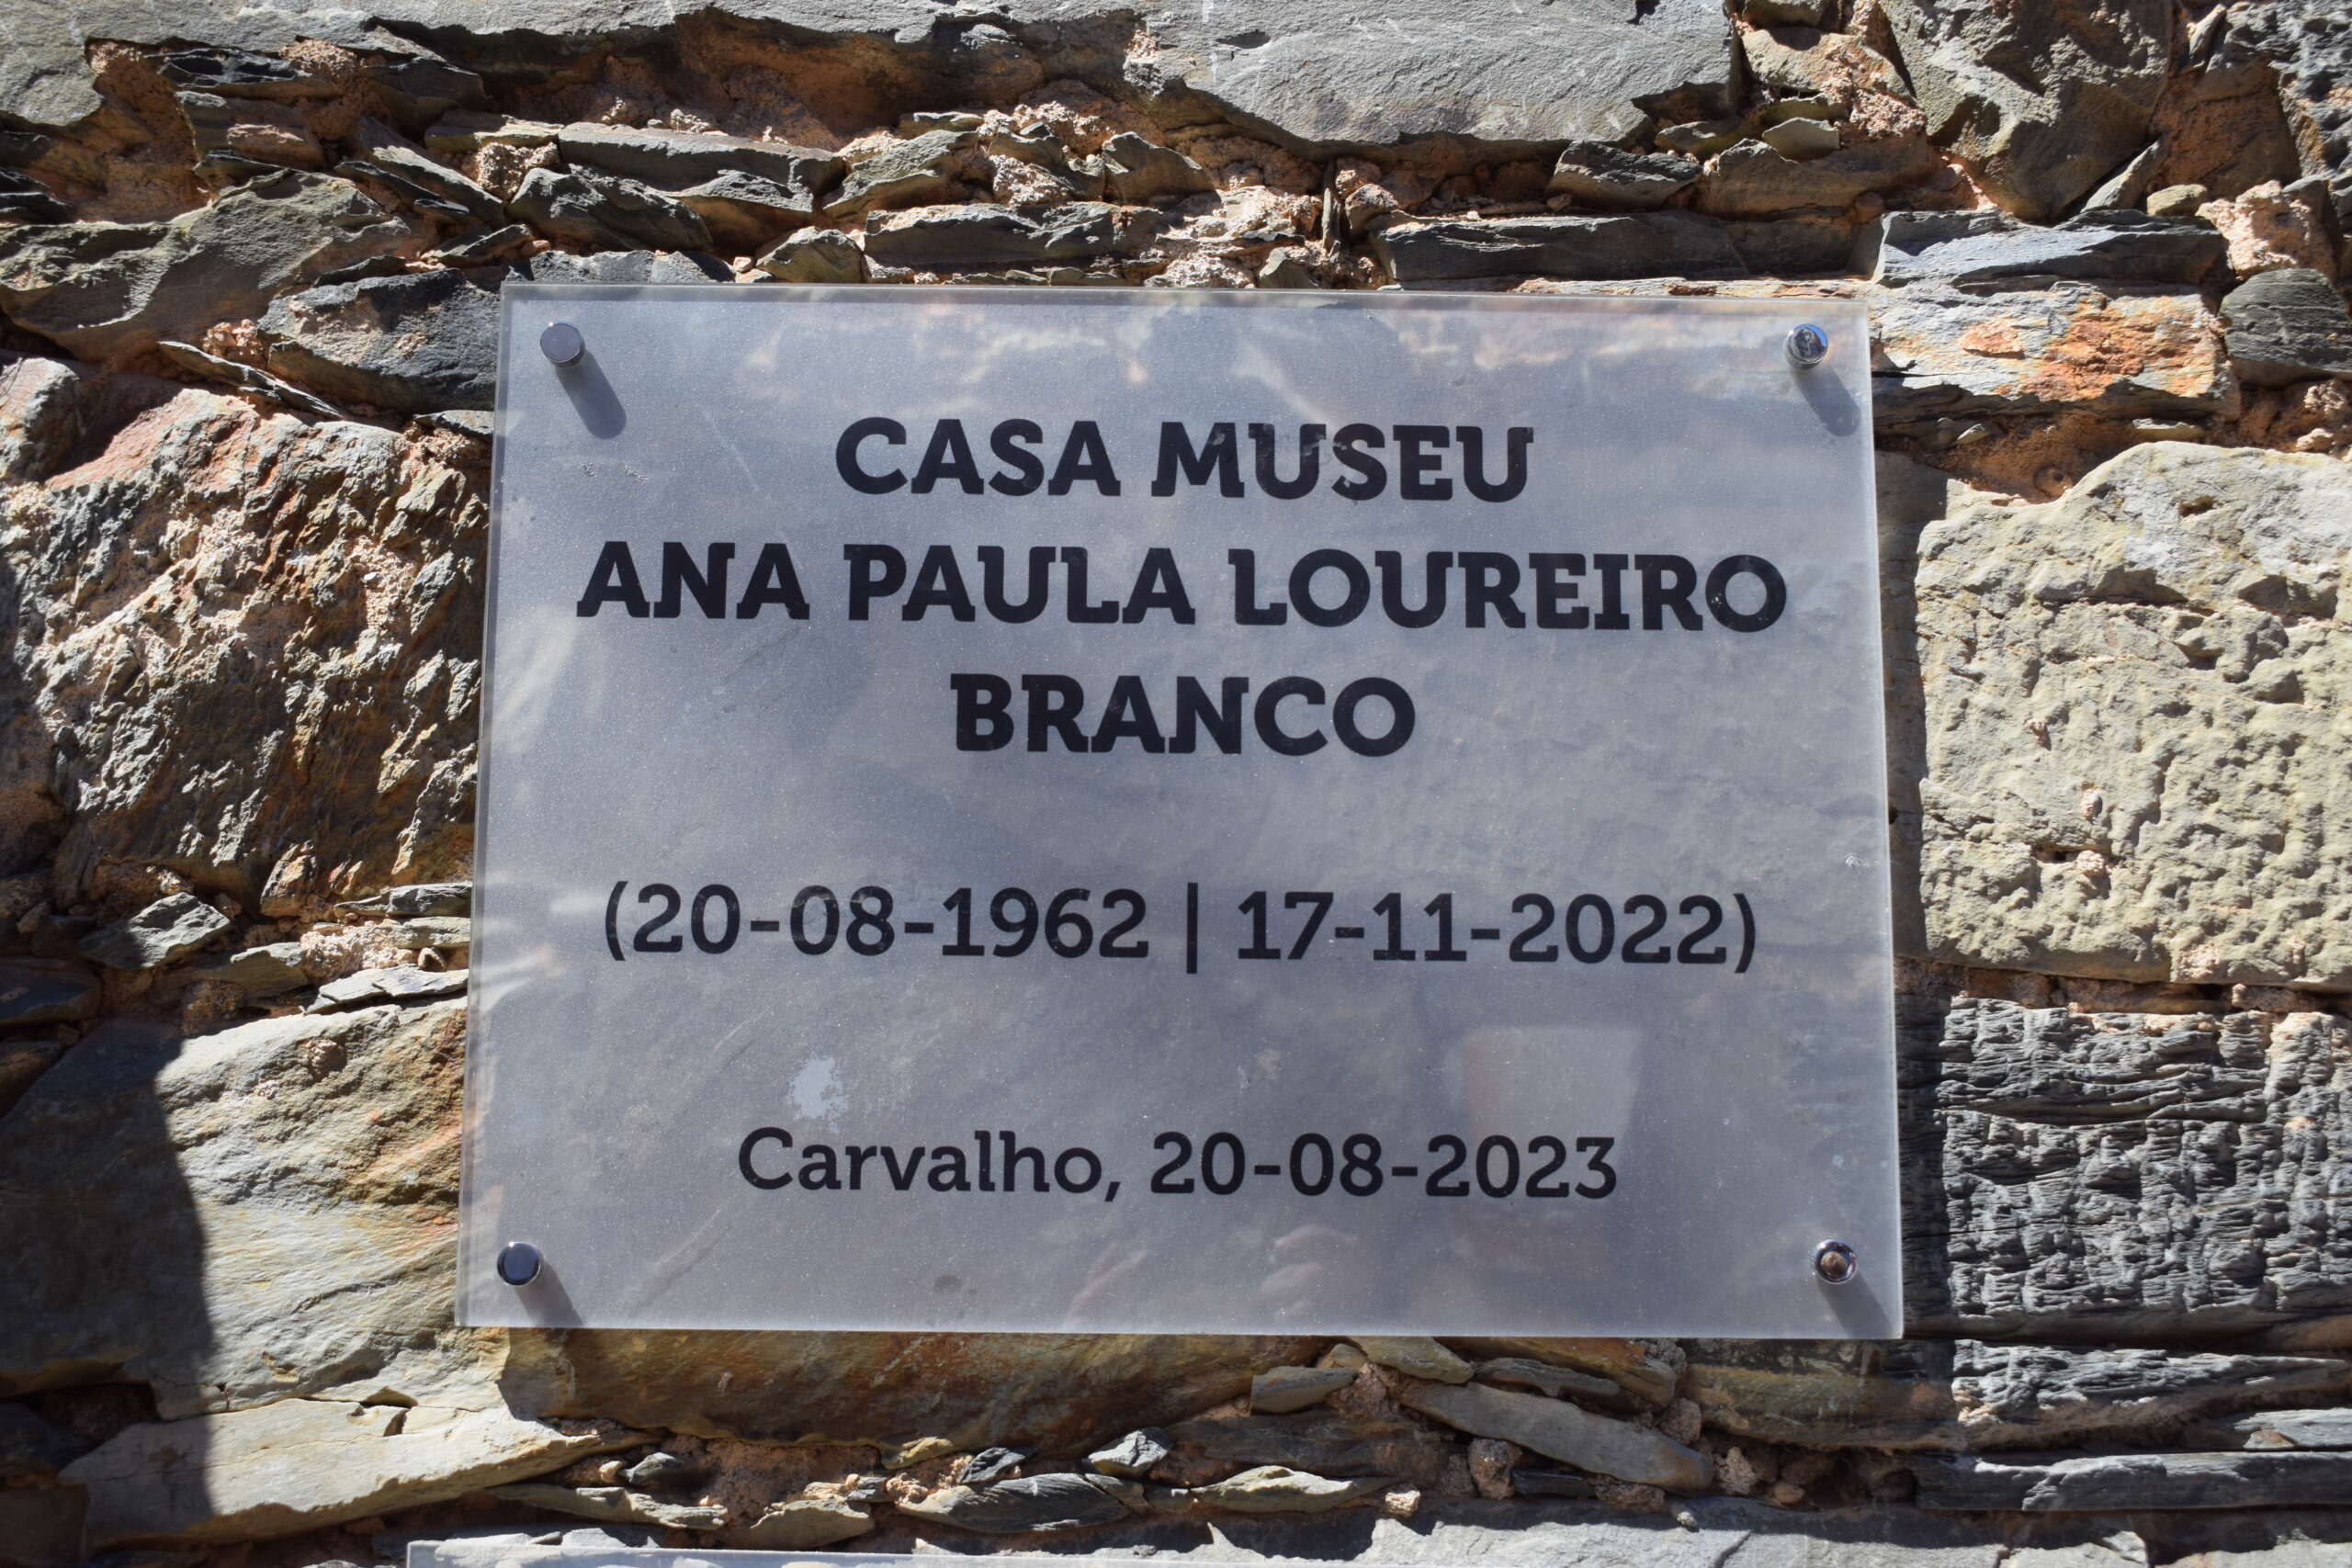 CASA MUSEU
ANA PAULA LOUREIRO
BRANCO
(20-08-1962 | 17-11-2022)
Carvalho, 20-08-2023